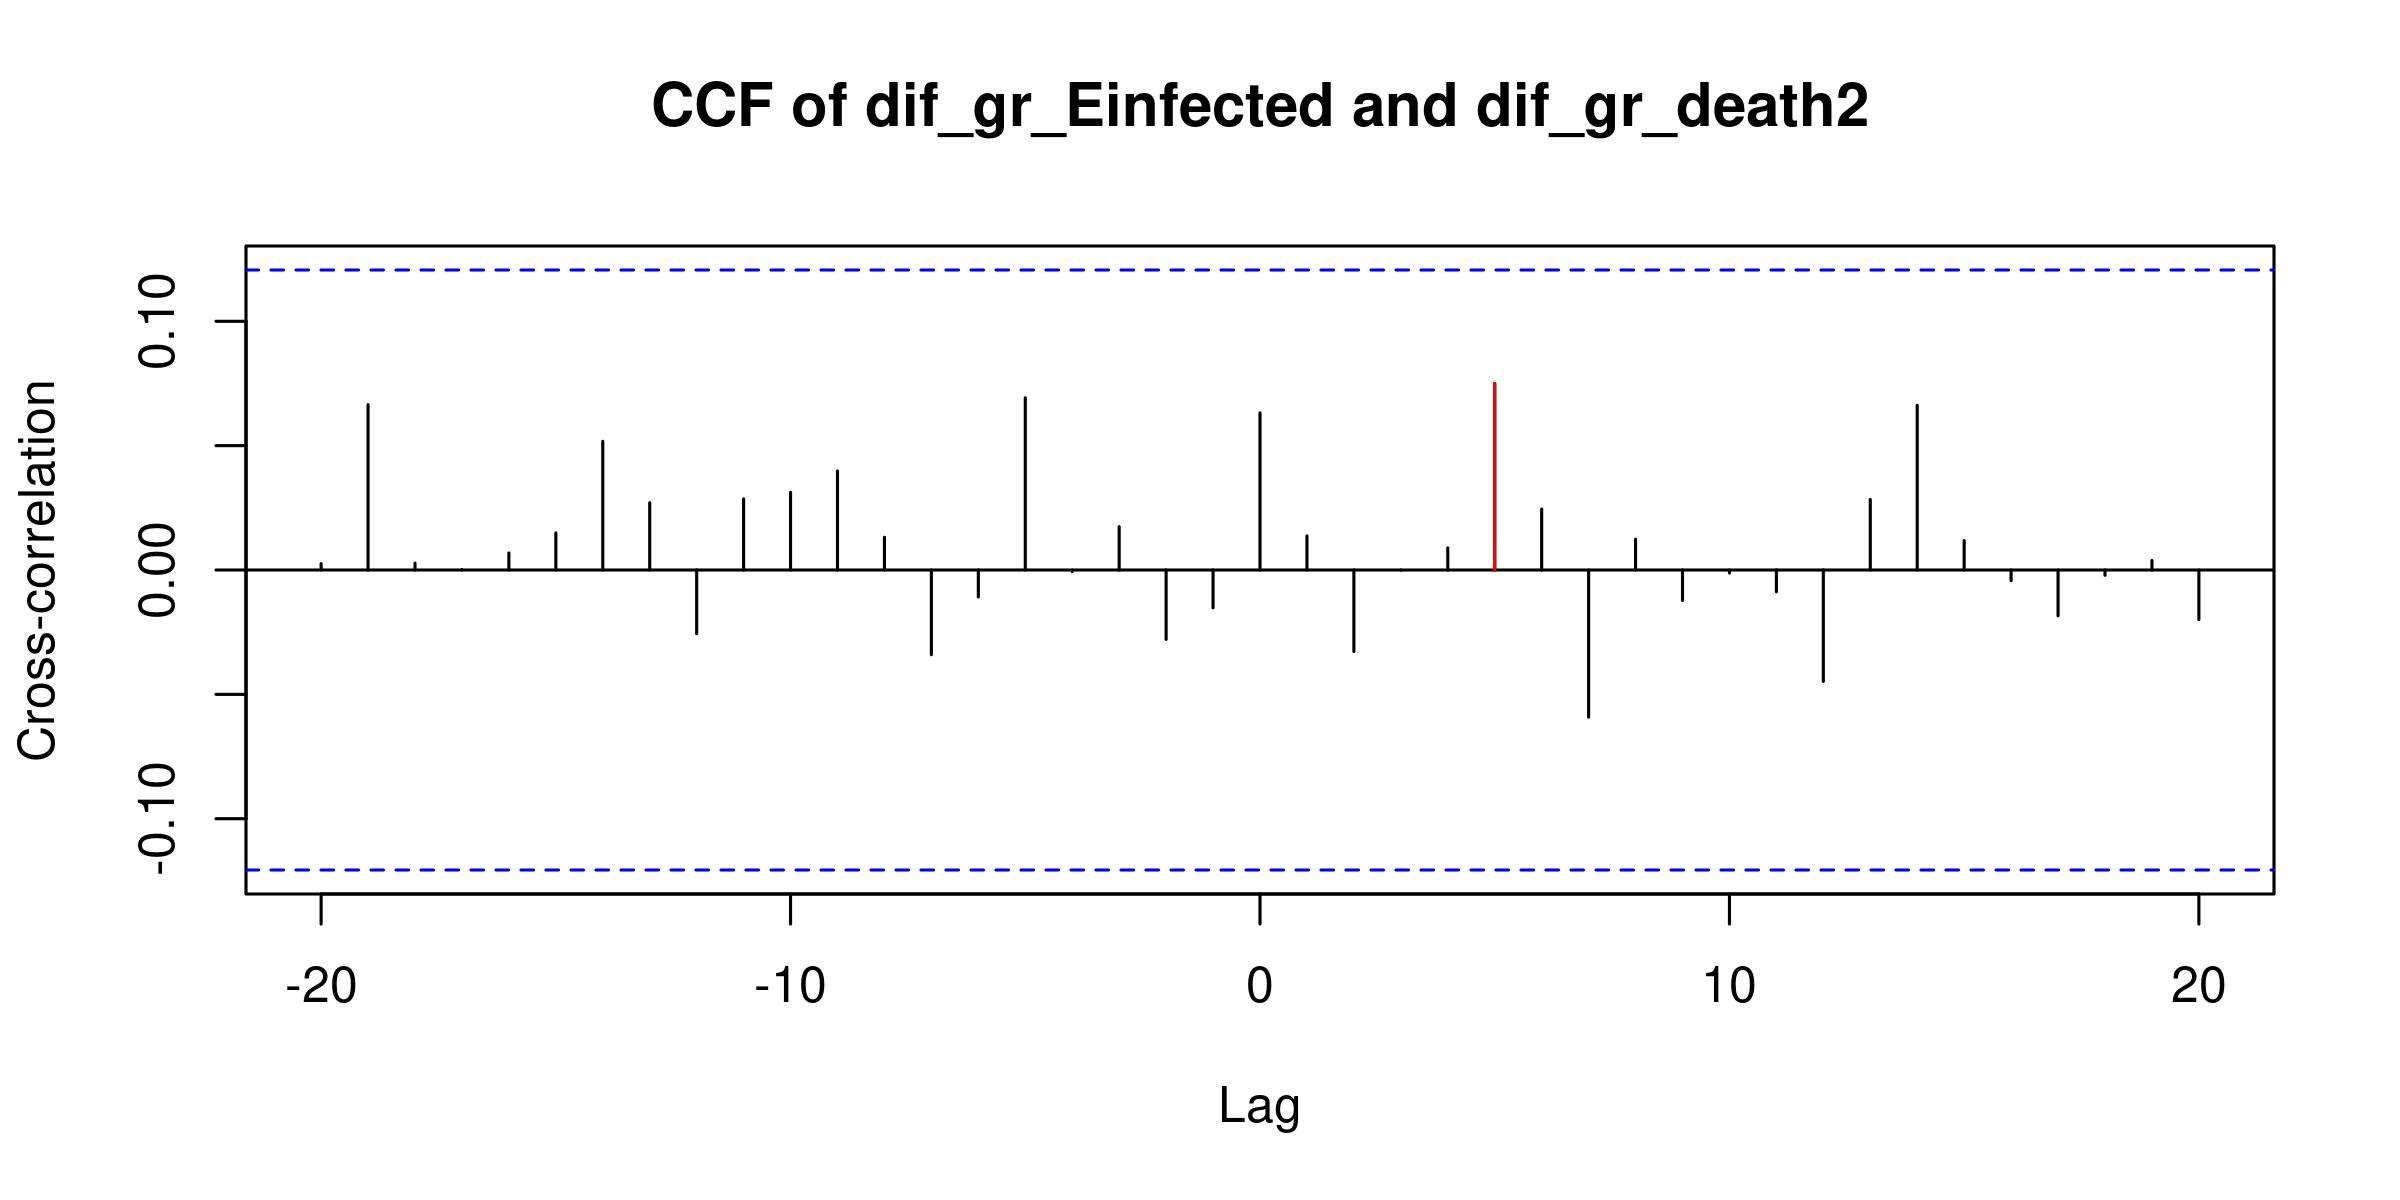 CCF of dif_gr_Einfected and dif_gr_death2
Cross-correlation
0.10
0.00
-0.10
-20 -10 0 10 20
Lag